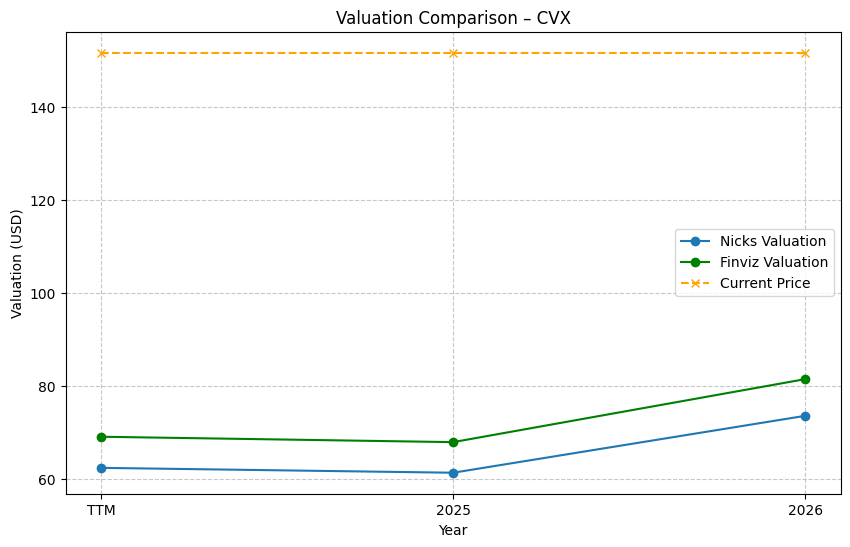 Valuation Comparison – CVX
Valuation (USD)
140
120
100
80
60
Nicks Valuation
Finviz Valuation
Current Price
TTM
2025
2026
Year